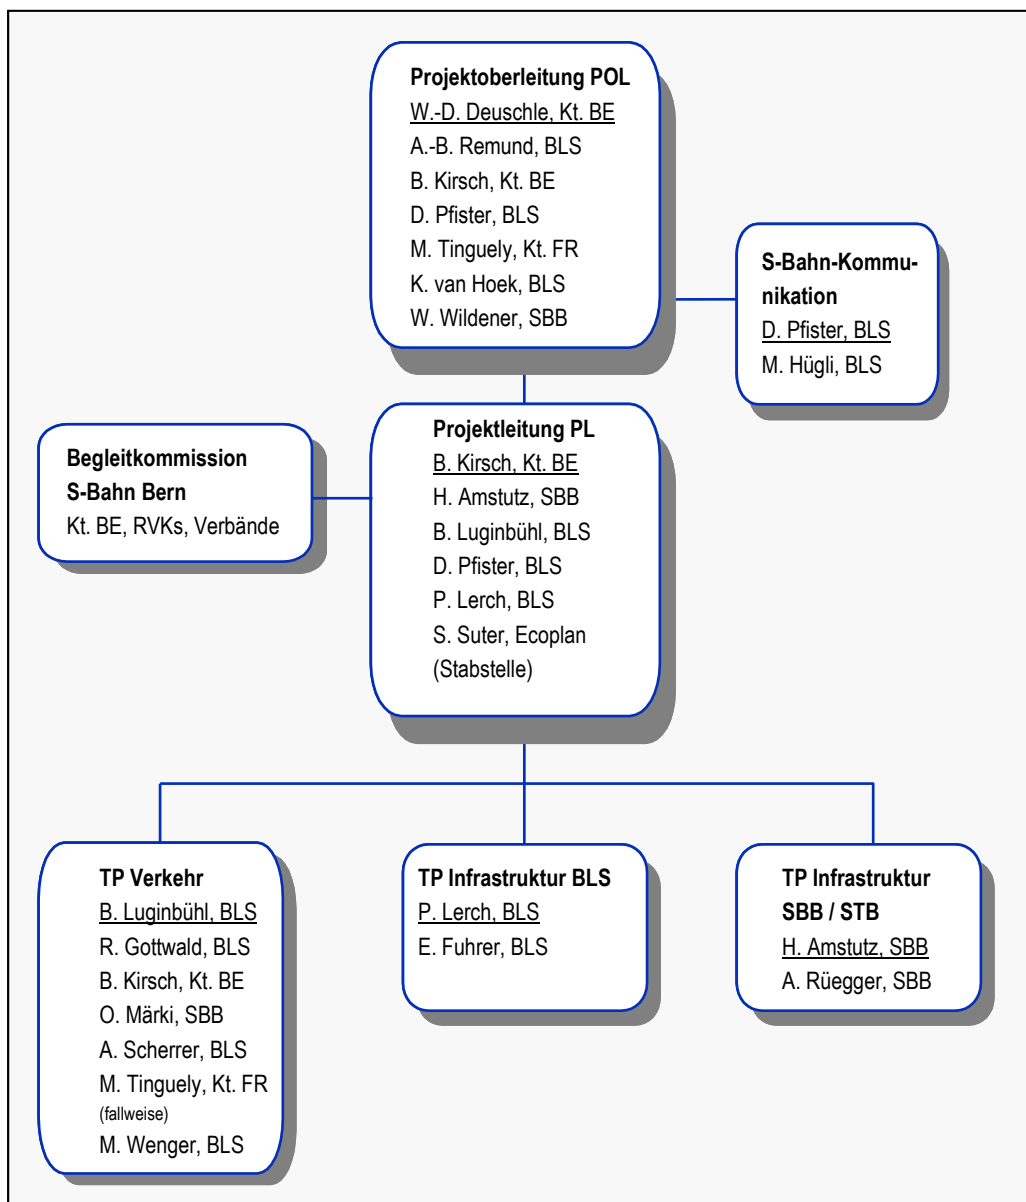 Projektoberleitung POL
W.-D. Deuschle, Kt. BE
A.-B. Remund, BLS
B. Kirsch, Kt. BE
D. Pfister, BLS
M. Tinguely, Kt. FR
K. van Hoek, BLS
W. Wildener, SBB
S-Bahn-Kommu-
nikation
D. Pfister, BLS
M. Hügli, BLS
Begleitkommission
S-Bahn Bern
Kt. BE, RVKs, Verbände
Projektleitung PL
B. Kirsch, Kt. BE
H. Amstutz, SBB
B. Luginbühl, BLS
D. Pfister, BLS
P. Lerch, BLS
S. Suter, Ecoplan
(Stabstelle)
TP Verkehr
B. Luginbühl, BLS
R. Gottwald, BLS
B. Kirsch, Kt. BE
O. Märki, SBB
A. Scherrer, BLS
M. Tinguely, Kt. FR
(fallweise)
M. Wenger, BLS
TP Infrastruktur BLS
P. Lerch, BLS
E. Fuhrer, BLS
TP Infrastruktur
SBB / STB
H. Amstutz, SBB
A. Rüegger, SBB